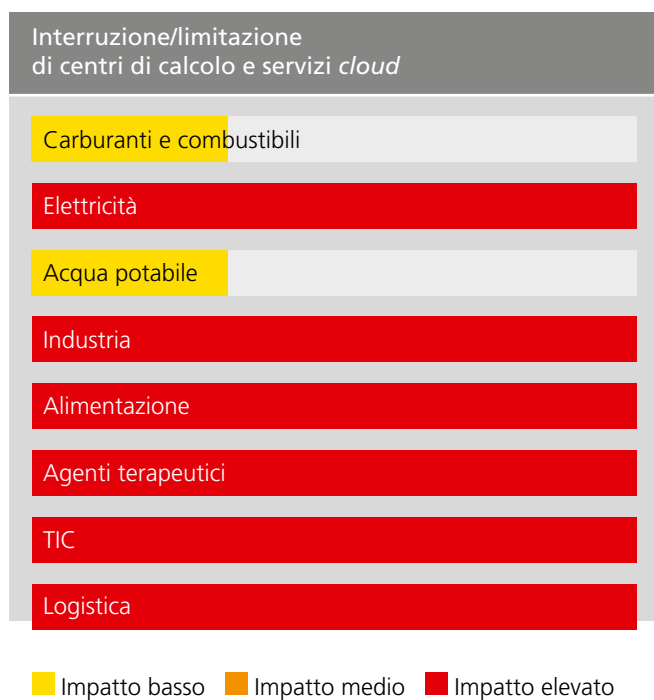 Interruzione/limitazione
di centri di calcolo e servizi cloud
Carburanti e combustibili
Elettricità
Acqua potabile
Industria
Alimentazione
Agenti terapeutici
TIC
Logistica
Impatto basso Impatto medio Impatto elevato